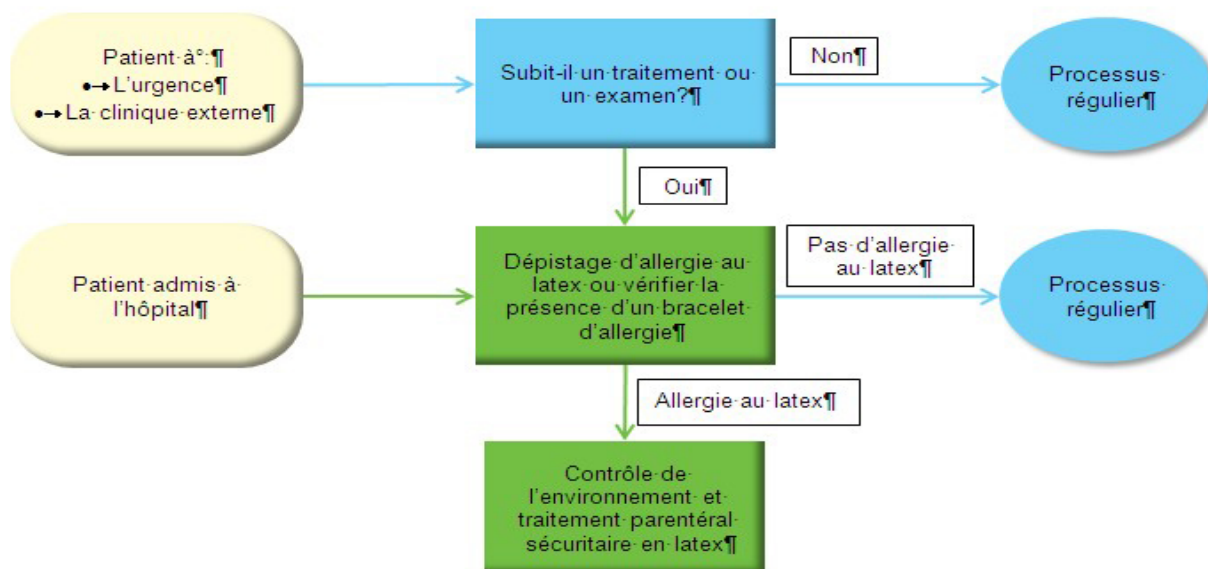 Patient à°:¶
•→L'urgence¶
•→La clinique externe¶
Subit-il un traitement ou
un examen?¶
Non¶
Processus
régulier¶
Oui¶
Patient admis à
l'hôpital¶
Dépistage d'allergie au
latex ou vérifier la
présence d'un bracelet
d'allergie¶
Pas d'allergie
au latex¶
Processus
régulier¶
Allergie au latex¶
Contrôle de
l'environnement et
traitement parentéral
sécuritaire en latex¶